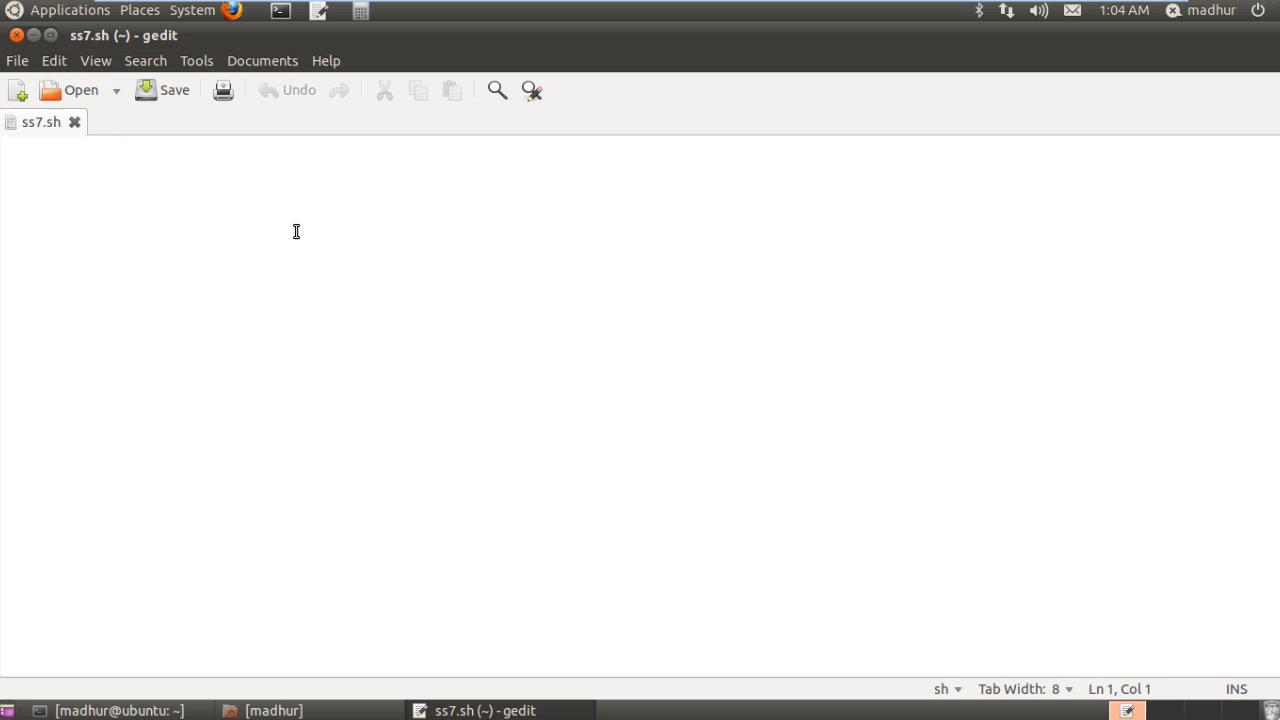 Applications Places System 1:04 AM madhur
ss7.sh (~) - gedit
File Edit View Search Tools Documents Help
Open Save Undo
ss7.sh
sh Tab Width: 8 Ln 1, Col 1 INS
[madhur@ubuntu: ~] [madhur] ss7.sh (~) - gedit